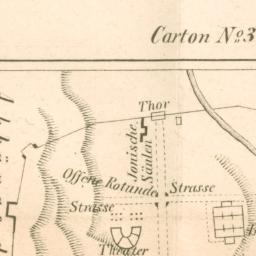 Carton No. 3
Thor
Jonische
Säulen
Offene Rotunde
Strasse
Strasse
Theater